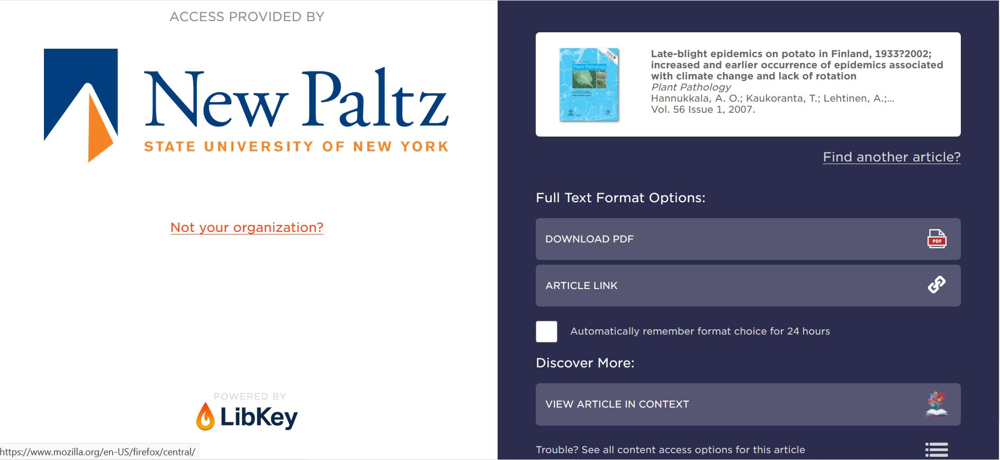 ACCESS PROVIDED BY
New Paltz
STATE UNIVERSITY OF NEW YORK
Not your organization?
POWERED BY
LibKey
https://www.mozilla.org/en-US/firefox/central/
Plant Pathology
Late-blight epidemics on potato in Finland, 1933?2002;
increased and earlier occurrence of epidemics associated
with climate change and lack of rotation
Plant Pathology
Hannukkala, A. O.; Kaukoranta, T.; Lehtinen, A.;...
Vol. 56 Issue 1, 2007.
Find another article?
Full Text Format Options:
DOWNLOAD PDF
PDF
ARTICLE LINK
Automatically remember format choice for 24 hours
Discover More:
VIEW ARTICLE IN CONTEXT
Trouble? See all content access options for this article